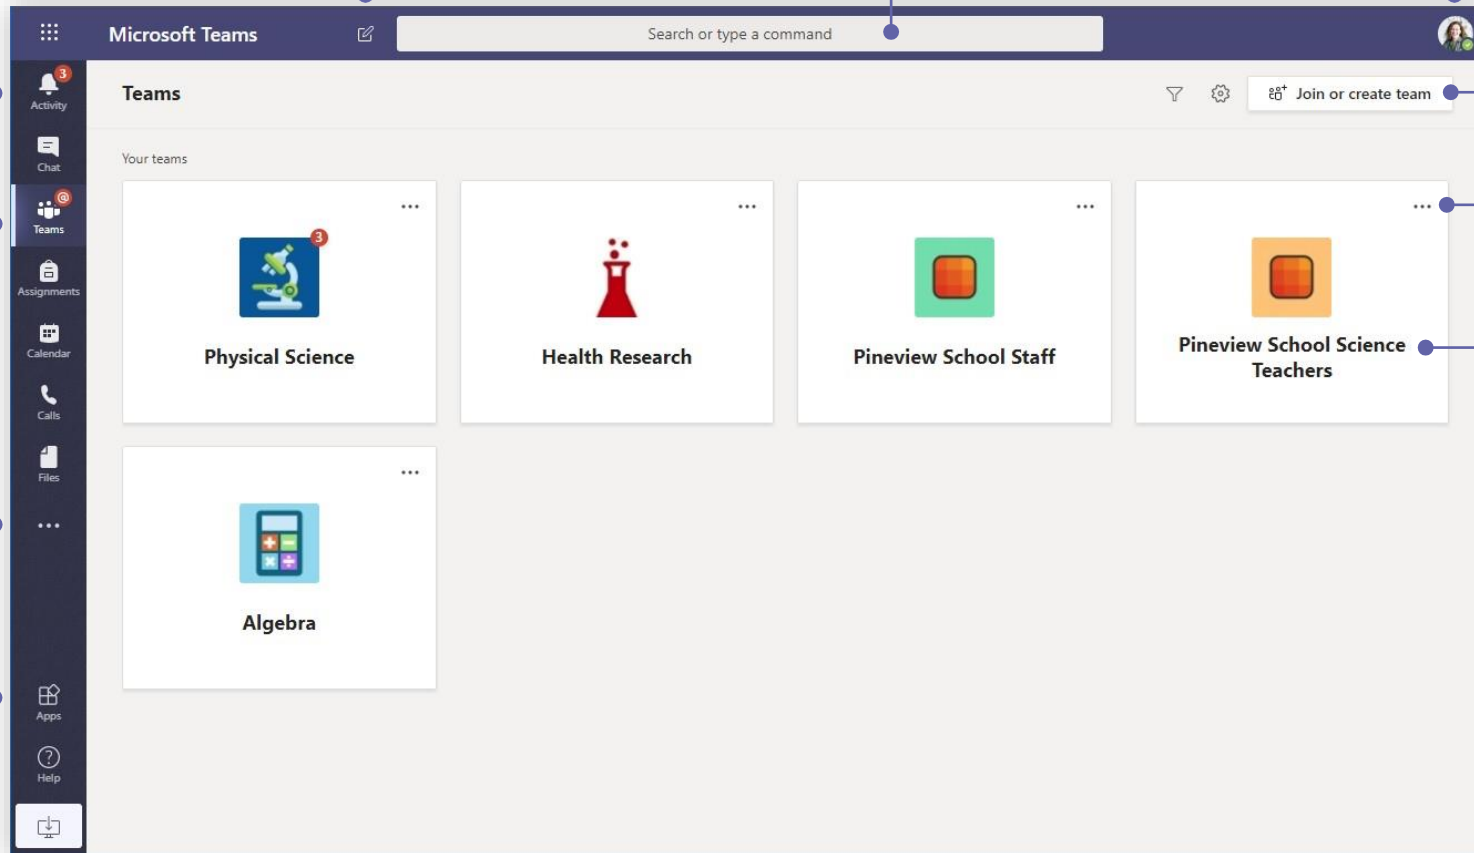 Microsoft Teams
Search or type a command
3
Activity
Chat
@
Teams
Assignments
Calendar
Calls
Files
Apps
Help
Teams
Join or create team
Your teams
3
Physical Science
Health Research
Pineview School Staff
Pineview School Science
Teachers
Algebra